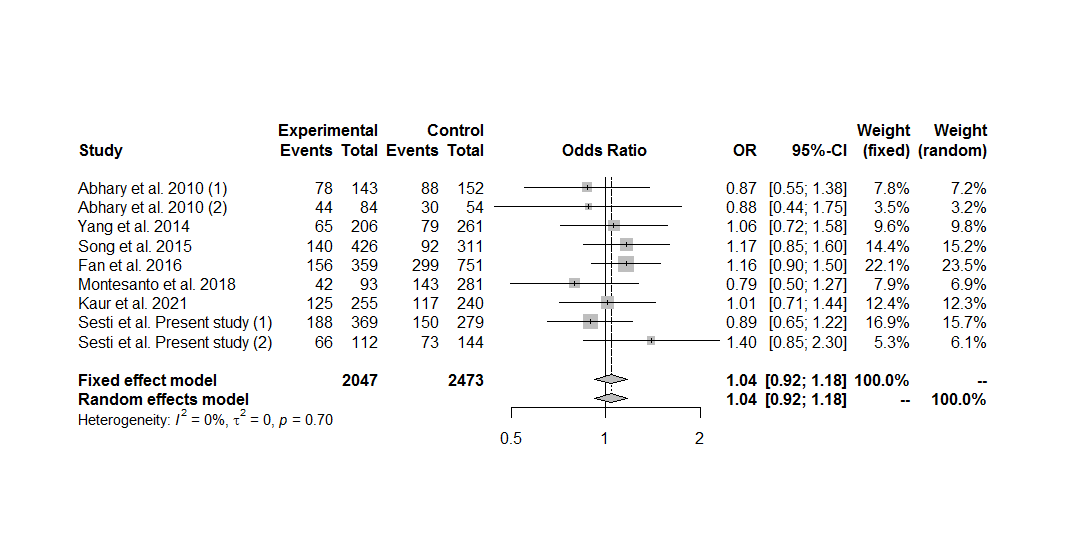 Experimental Control Weight Weight
Study Events Total Events Total Odds Ratio OR 95%-CI (fixed) (random)
Abhary et al. 2010 (1) 78 143 88 152 0.87 [0.55; 1.38] 7.8% 7.2%
Abhary et al. 2010 (2) 44 84 30 54 0.88 [0.44; 1.75] 3.5% 3.2%
Yang et al. 2014 65 206 79 261 1.06 [0.72; 1.58] 9.6% 9.8%
Song et al. 2015 140 426 92 311 1.17 [0.85; 1.60] 14.4% 15.2%
Fan et al. 2016 156 359 299 751 1.16 [0.90; 1.50] 22.1% 23.5%
Montesanto et al. 2018 42 93 143 281 0.79 [0.50; 1.27] 7.9% 6.9%
Kaur et al. 2021 125 255 117 240 1.01 [0.71; 1.44] 12.4% 12.3%
Sesti et al. Present study (1) 188 369 150 279 0.89 [0.65; 1.22] 16.9% 15.7%
Sesti et al. Present study (2) 66 112 73 144 1.40 [0.85; 2.30] 5.3% 6.1%
Fixed effect model 2047 2473 1.04 [0.92; 1.18] 100.0% --
Random effects model 1.04 [0.92; 1.18] -- 100.0%
Heterogeneity: I² = 0%, τ² = 0, p = 0.70
0.5 1 2